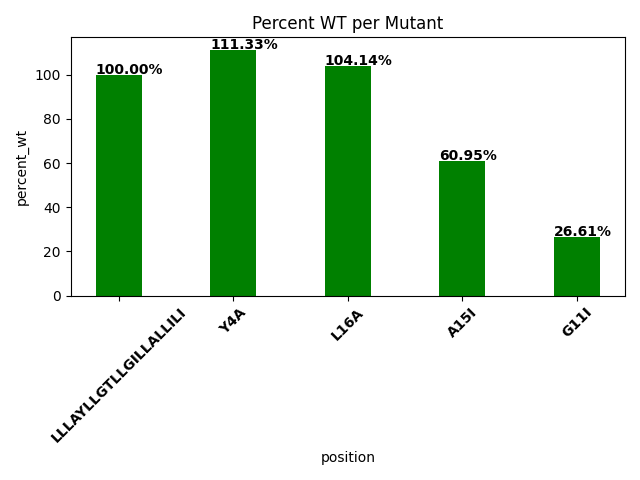 Percent WT per Mutant
111.33%
104.14%
100.00%
60.95%
26.61%
percent_wt
100
80
60
40
20
0
LLLAYLLGTLLGILLALLILI
Y4A
L16A
A15I
G11I
position